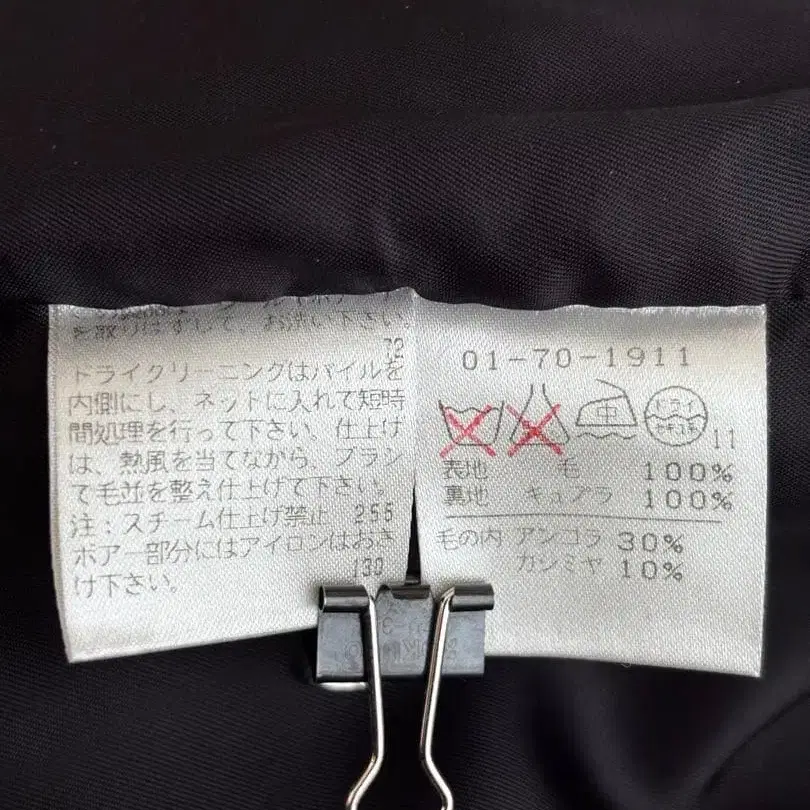 を取りはずして、お洗い下さい。
72
ドライクリーニングはパイルを
内側にし、ネットに入れて短時
間処理を行って下さい。仕上げ
は、熱風を当てながら、ブラシ
で毛並を整え仕上げて下さい。
注：スチーム仕上げ禁止 255
ボアー部分にはアイロンはおさ
け下さい。 130
01-70-1911
中 ドライ
セキユ系
11
表地 毛 100%
裏地 キュプラ 100%
毛の内 アンゴラ 30%
カシミヤ 10%